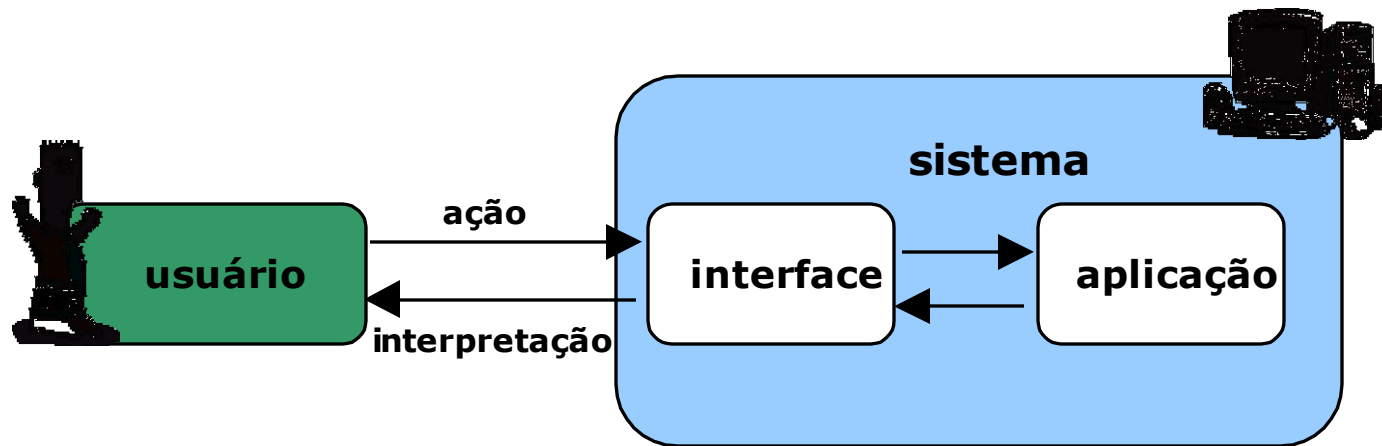 sistema
ação
usuário
interface
aplicação
interpretação